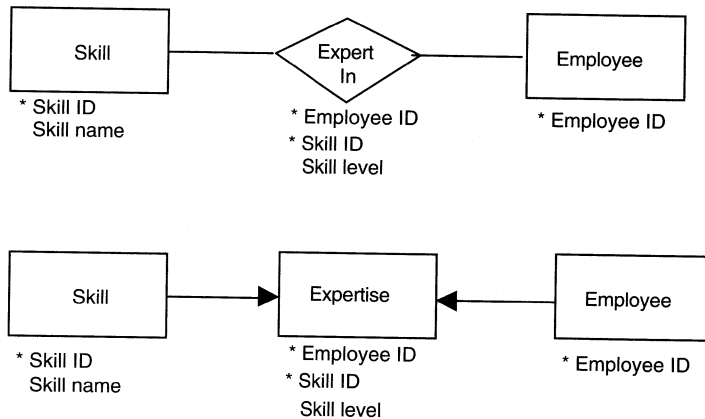 Skill
Expert
In
Employee
* Skill ID
Skill name
* Employee ID
* Skill ID
Skill level
* Employee ID
Skill
Expertise
Employee
* Skill ID
Skill name
* Employee ID
* Skill ID
Skill level
* Employee ID